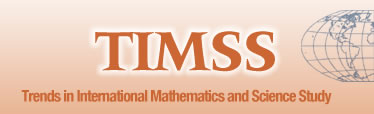 TIMSS
Trends in International Mathematics and Science Study